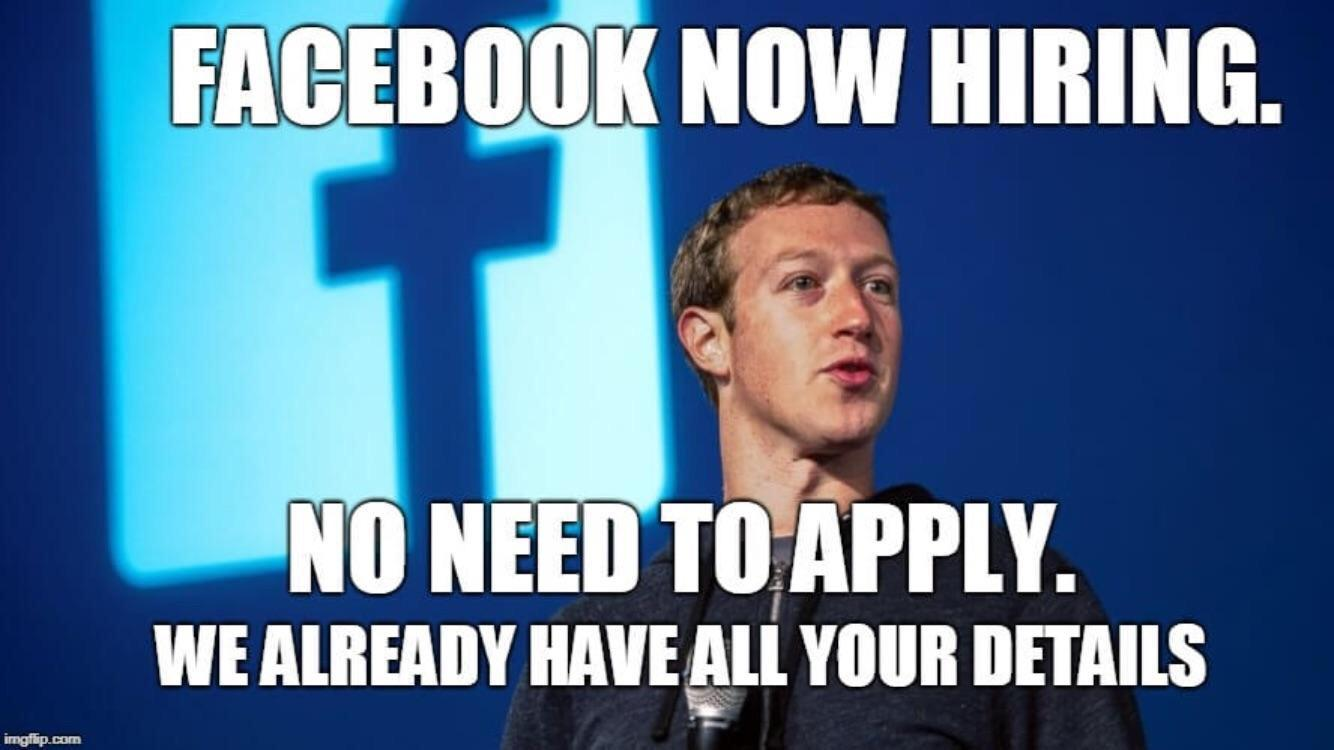 FACEBOOK NOW HIRING.
NO NEED TO APPLY.
WE ALREADY HAVE ALL YOUR DETAILS
imgflip.com